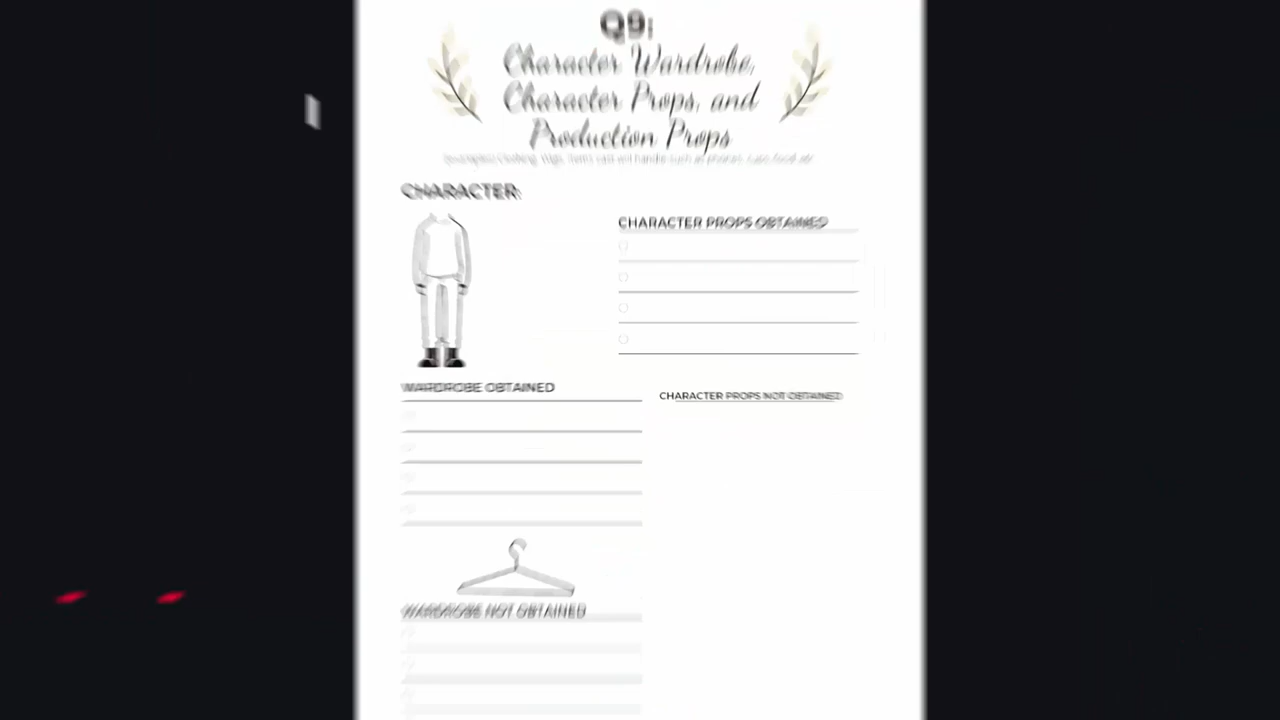 Q9:
Character Wardrobe,
Character Props, and
Production Props
CHARACTER:
CHARACTER PROPS OBTAINED
WARDROBE OBTAINED
CHARACTER PROPS NOT OBTAINED
WARDROBE NOT OBTAINED